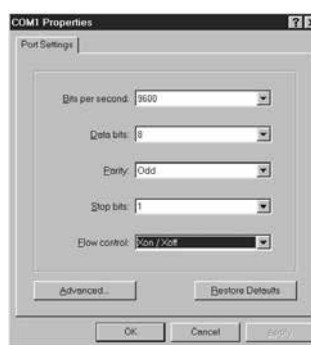 COM1 Properties
Port Settings
Bits per second: 9600
Data bits: 8
Parity: Odd
Stop bits: 1
Flow control: Xon / Xoff
Advanced...
Restore Defaults
OK
Cancel
Apply